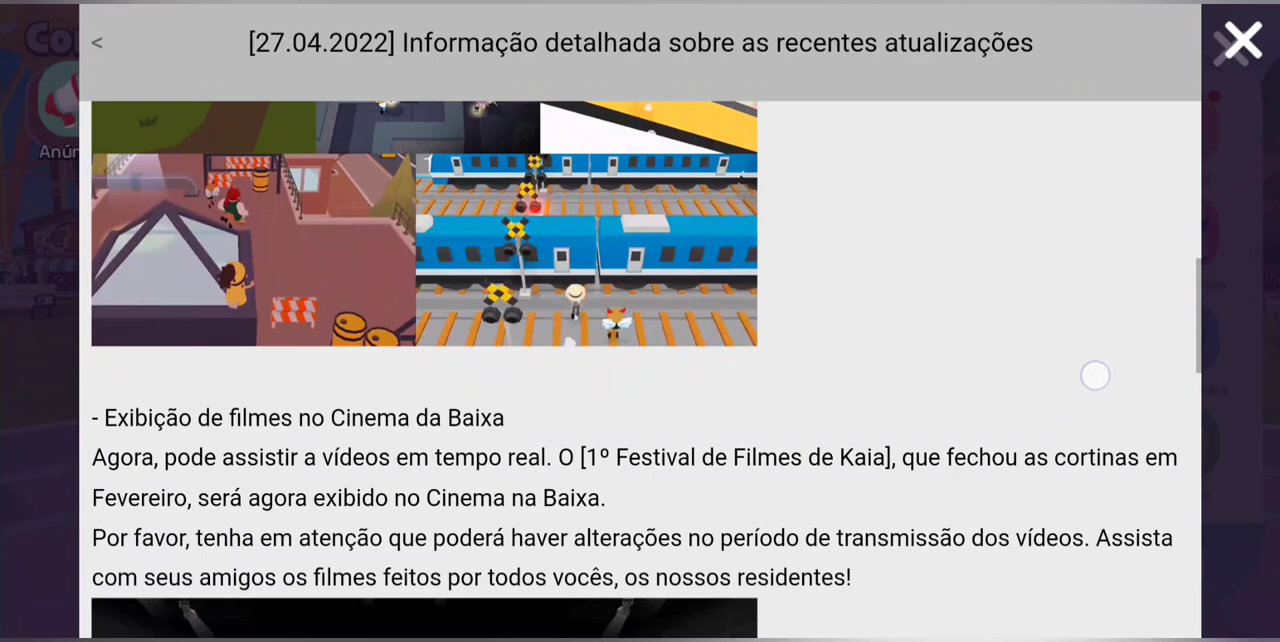 <
[27.04.2022] Informação detalhada sobre as recentes atualizações
- Exibição de filmes no Cinema da Baixa
Agora, pode assistir a vídeos em tempo real. O [1º Festival de Filmes de Kaia], que fechou as cortinas em
Fevereiro, será agora exibido no Cinema na Baixa.
Por favor, tenha em atenção que poderá haver alterações no período de transmissão dos vídeos. Assista
com seus amigos os filmes feitos por todos vocês, os nossos residentes!